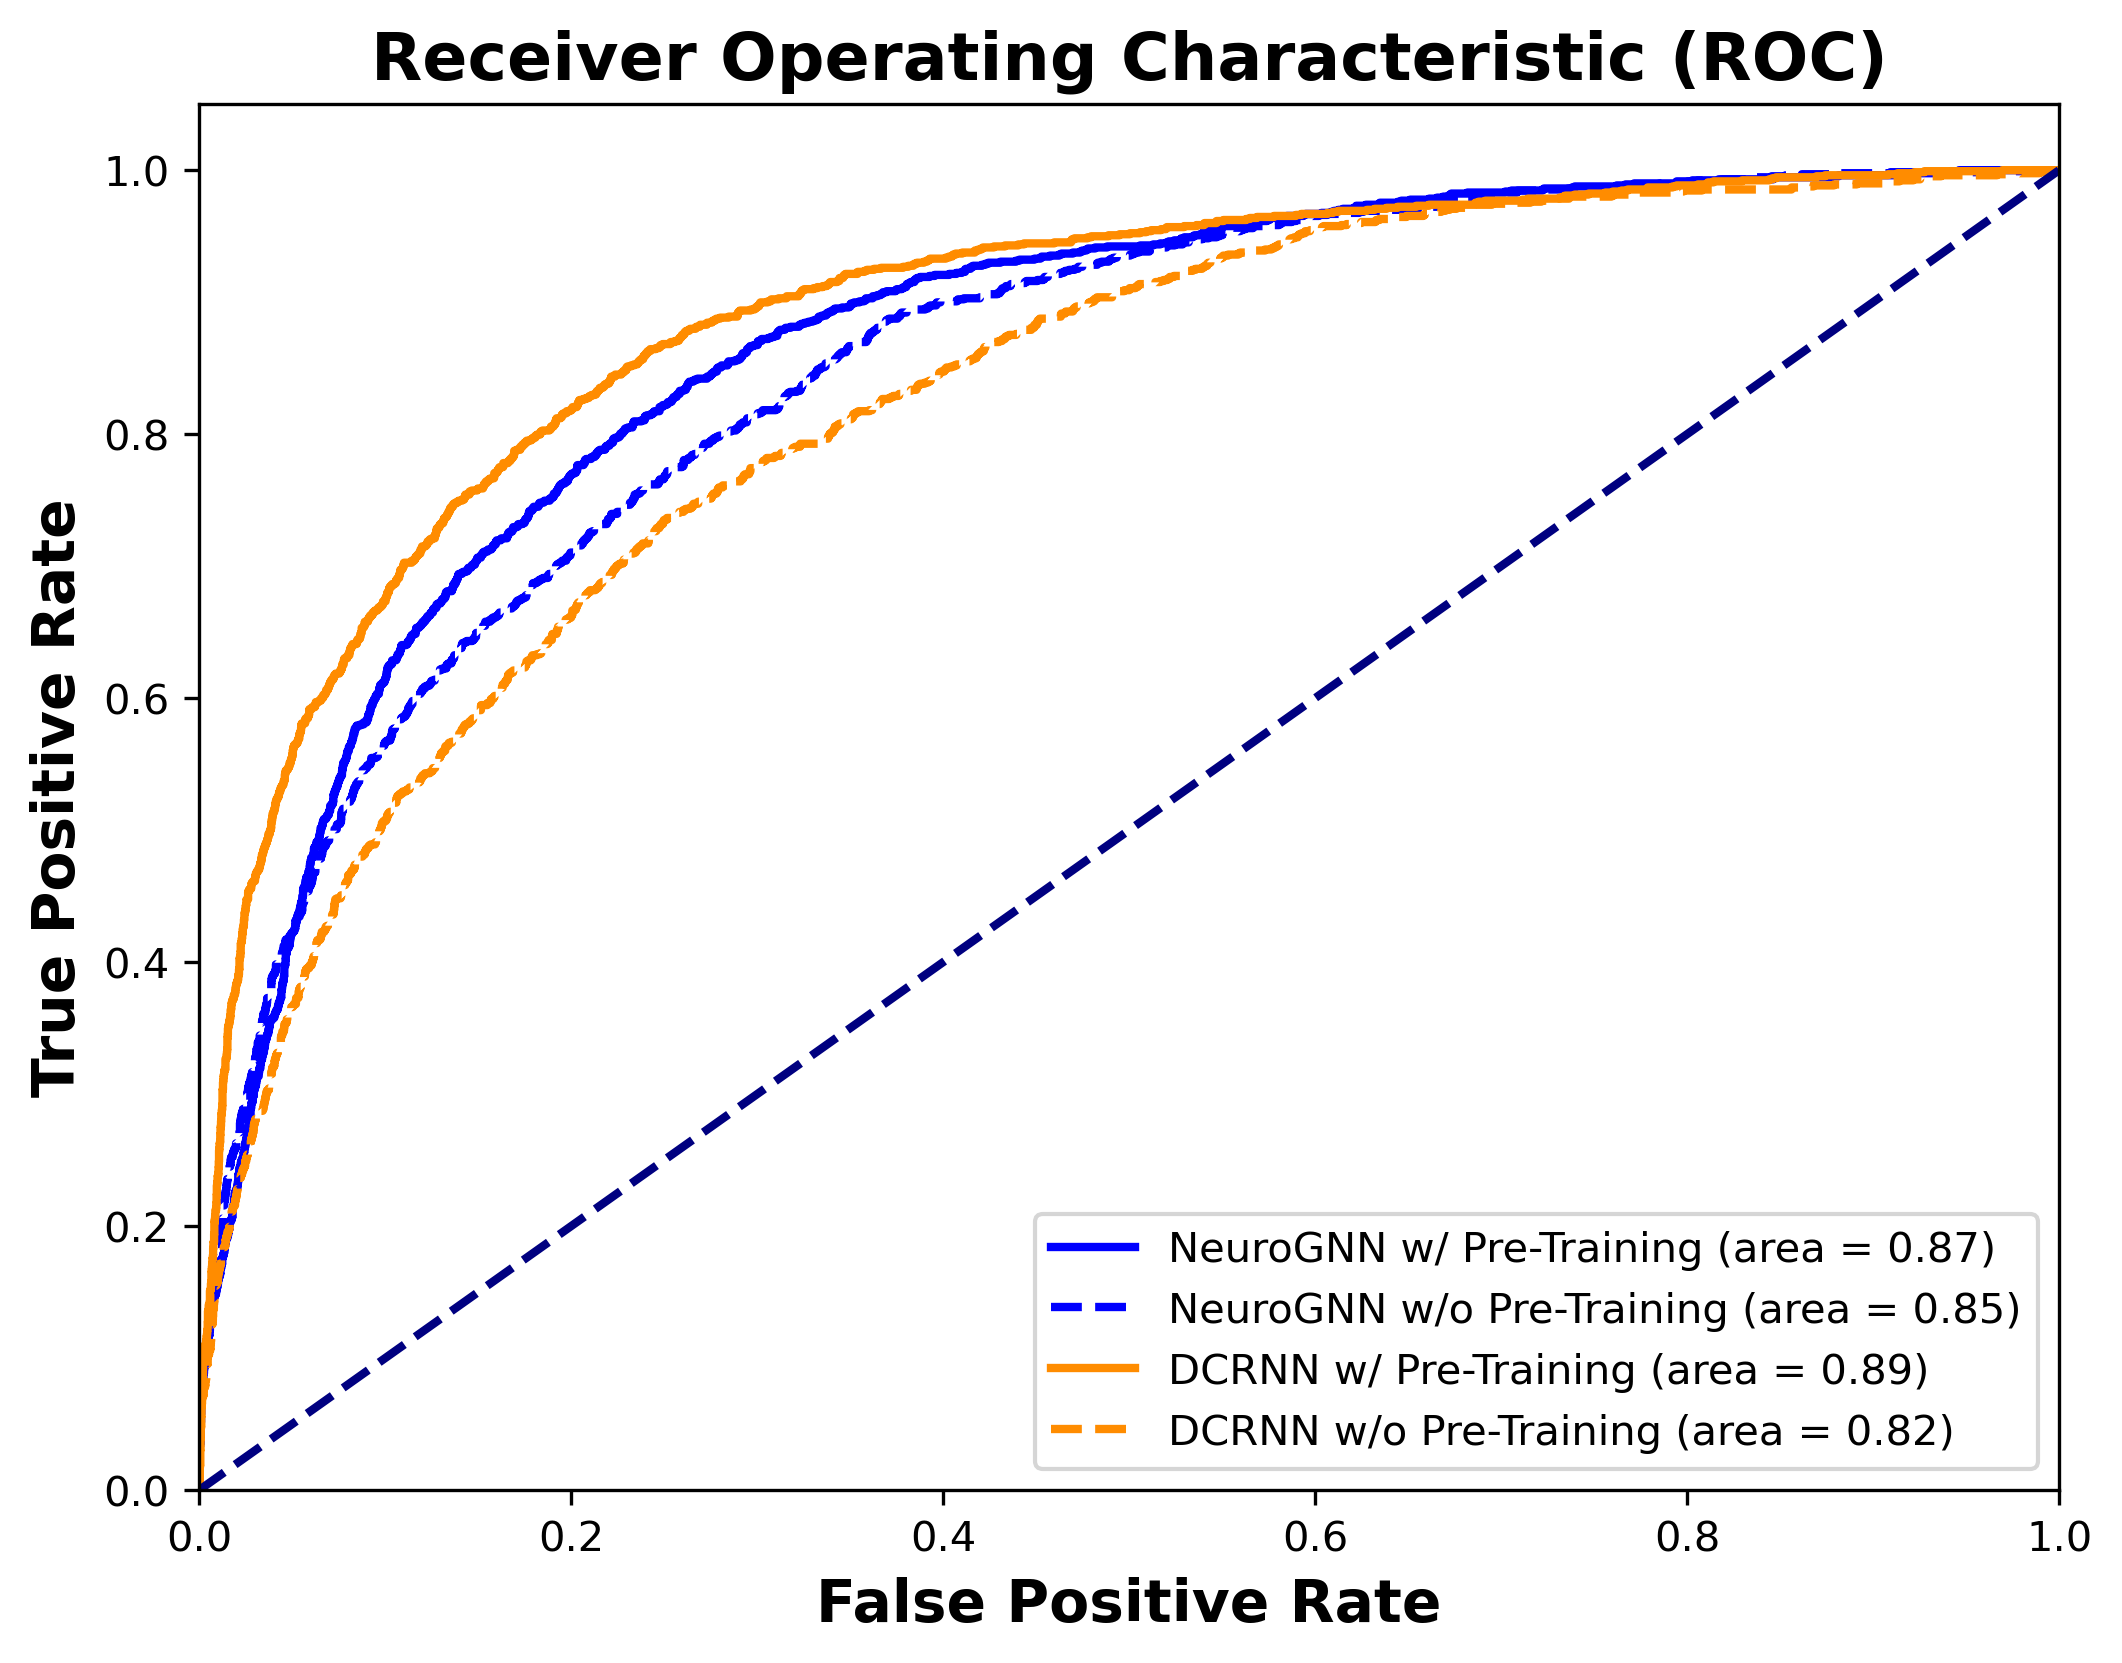 Receiver Operating Characteristic (ROC)
True Positive Rate
1.0
0.8
0.6
0.4
0.2
0.0
NeuroGNN w/ Pre-Training (area = 0.87)
NeuroGNN w/o Pre-Training (area = 0.85)
DCRNN w/ Pre-Training (area = 0.89)
DCRNN w/o Pre-Training (area = 0.82)
0.0 0.2 0.4 0.6 0.8 1.0
False Positive Rate